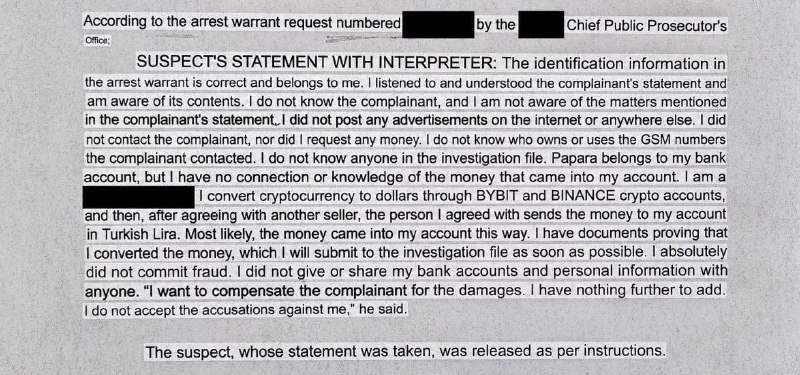 According to the arrest warrant request numbered by the Chief Public Prosecutor's
Office;
SUSPECT'S STATEMENT WITH INTERPRETER: The identification information in
the arrest warrant is correct and belongs to me. I listened to and understood the complainant's statement and
am aware of its contents. I do not know the complainant, and I am not aware of the matters mentioned
in the complainant's statement. I did not post any advertisements on the internet or anywhere else. I did
not contact the complainant, nor did I request any money. I do not know who owns or uses the GSM numbers
the complainant contacted. I do not know anyone in the investigation file. Papara belongs to my bank
account, but I have no connection or knowledge of the money that came into my account. I am a
I convert cryptocurrency to dollars through BYBIT and BINANCE crypto accounts,
and then, after agreeing with another seller, the person I agreed with sends the money to my account
in Turkish Lira. Most likely, the money came into my account this way. I have documents proving that
I converted the money, which I will submit to the investigation file as soon as possible. I absolutely
did not commit fraud. I did not give or share my bank accounts and personal information with
anyone. "I want to compensate the complainant for the damages. I have nothing further to add.
I do not accept the accusations against me," he said.
The suspect, whose statement was taken, was released as per instructions.